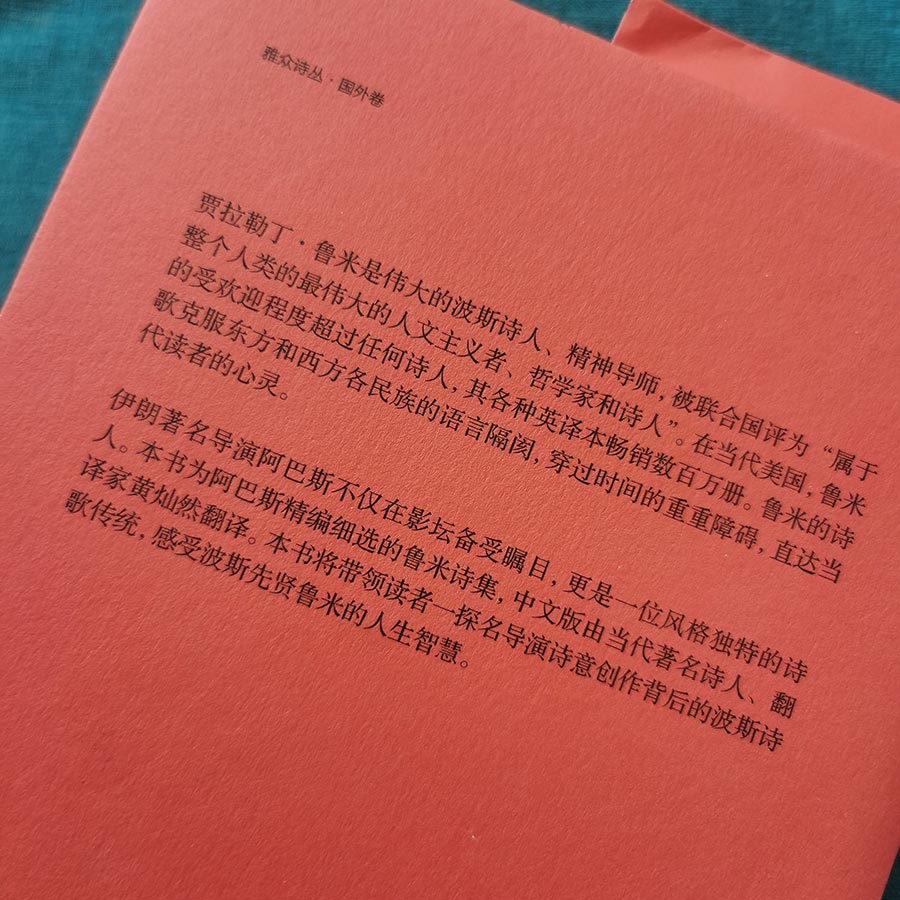 雅众诗丛·国外卷
贾拉勒丁·鲁米是伟大的波斯诗人、精神导师，被联合国评为“属于
整个人类的最伟大的人文主义者、哲学家和诗人”。在当代美国，鲁米
的受欢迎程度超过任何诗人，其各种英译本畅销数百万册。鲁米的诗
歌克服东方和西方各民族的语言隔阂，穿过时间的重重障碍，直达当
代读者的心灵。
伊朗著名导演阿巴斯不仅在影坛备受瞩目，更是一位风格独特的诗
人。本书为阿巴斯精编细选的鲁米诗集，中文版由当代著名诗人、翻
译家黄灿然翻译。本书将带领读者一探名导演诗意创作背后的波斯诗
歌传统，感受波斯先贤鲁米的人生智慧。